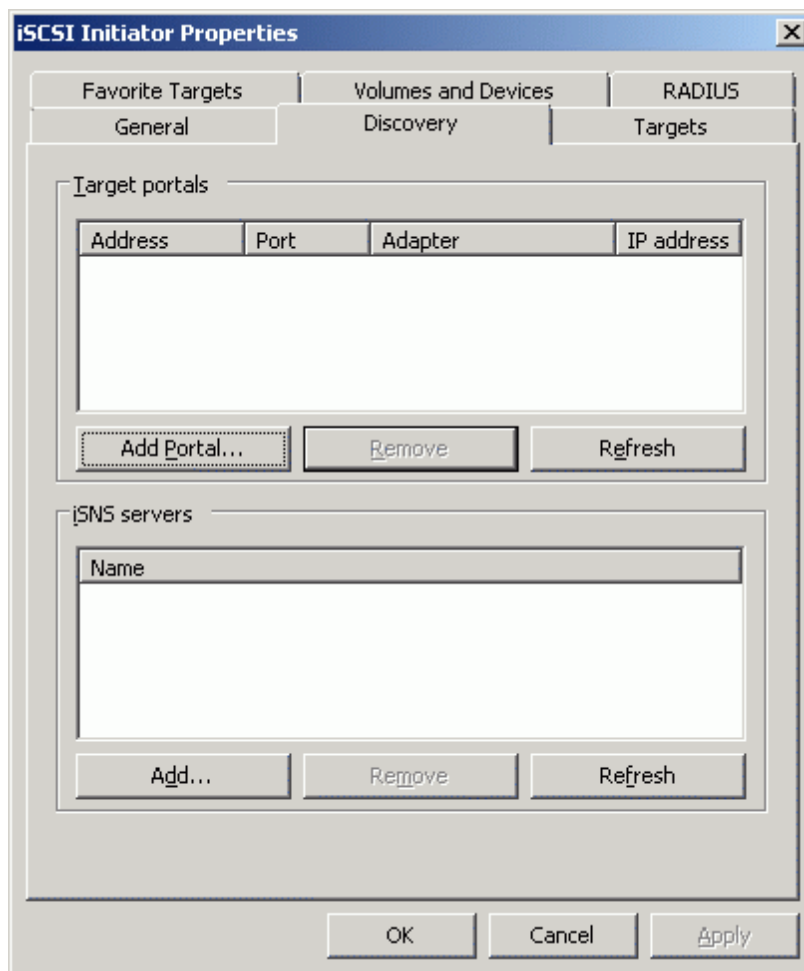 iSCSI Initiator Properties
Favorite Targets Volumes and Devices RADIUS
General Discovery Targets
Target portals
Address Port Adapter IP address
Add Portal... Remove Refresh
iSNS servers
Name
Add... Remove Refresh
OK Cancel Apply